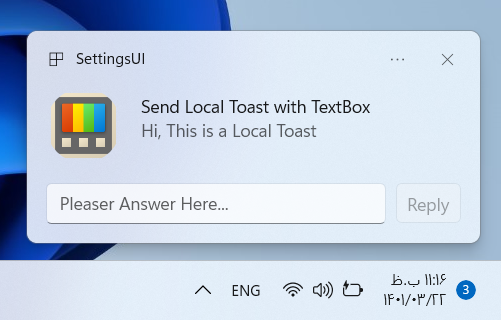 SettingsUI
Send Local Toast with TextBox
Hi, This is a Local Toast
Pleaser Answer Here...
Reply
ENG
۱۱:۱۶ ب.ظ
۱۴۰۱/۰۳/۲۲
3